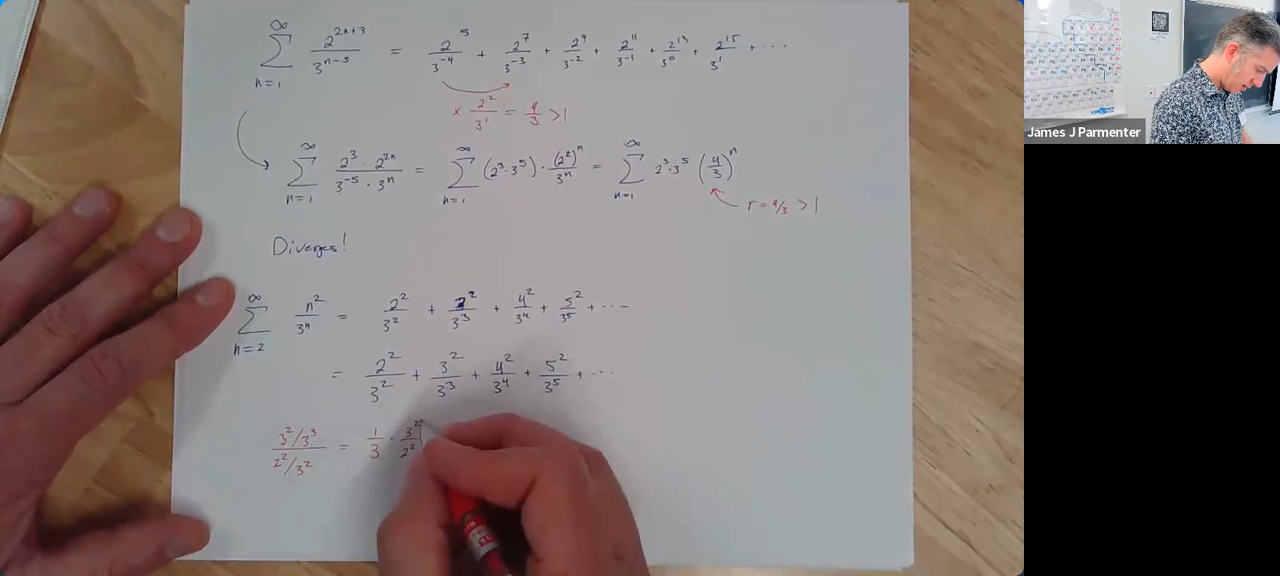 ∞ ∑ n=1 2^{2n+3} / 3^{n-5} = 2^5/3^{-4} + 2^7/3^{-3} + 2^9/3^{-2} + 2^{11}/3^{-1} + 2^{13}/3^0 + 2^{15}/3^1 + ⋯
× 2^2/3^1 = 4/3 > 1
∞ ∑ n=1 2^3 · 2^{2n} / 3^{-5} · 3^n = ∞ ∑ n=1 (2^3 · 3^5) · (2^2)^n / 3^n = ∞ ∑ n=1 2^3 · 3^5 (4/3)^n
r = 4/3 > 1
Diverges!
∞ ∑ n=2 n^2/3^n = 2^2/3^2 + 3^2/3^3 + 4^2/3^4 + 5^2/3^5 + ⋯
= 2^2/3^2 + 3^2/3^3 + 4^2/3^4 + 5^2/3^5 + ⋯
3^2/3^3 / 2^2/3^2 = 1/3 · 3^2/2^2
James J Parmenter